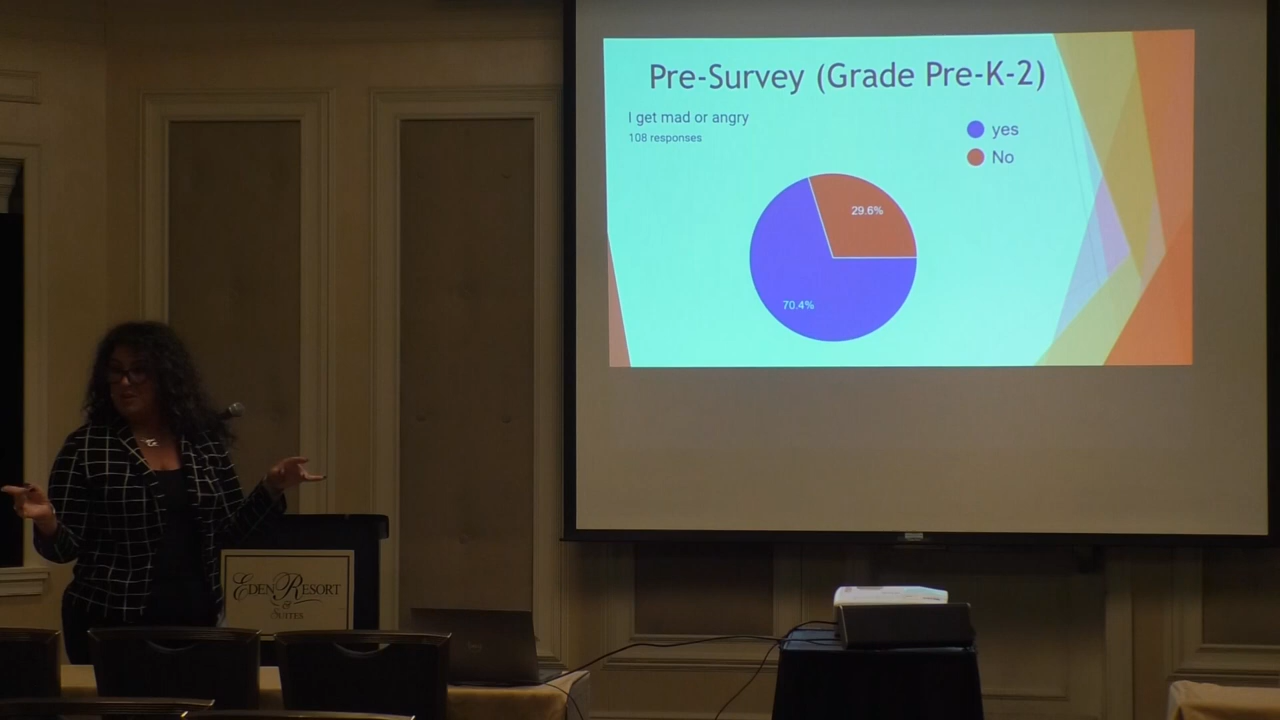 Pre-Survey (Grade Pre-K-2)
I get mad or angry
108 responses
yes
No
29.6%
70.4%
EDEN RESORT
&
SUITES